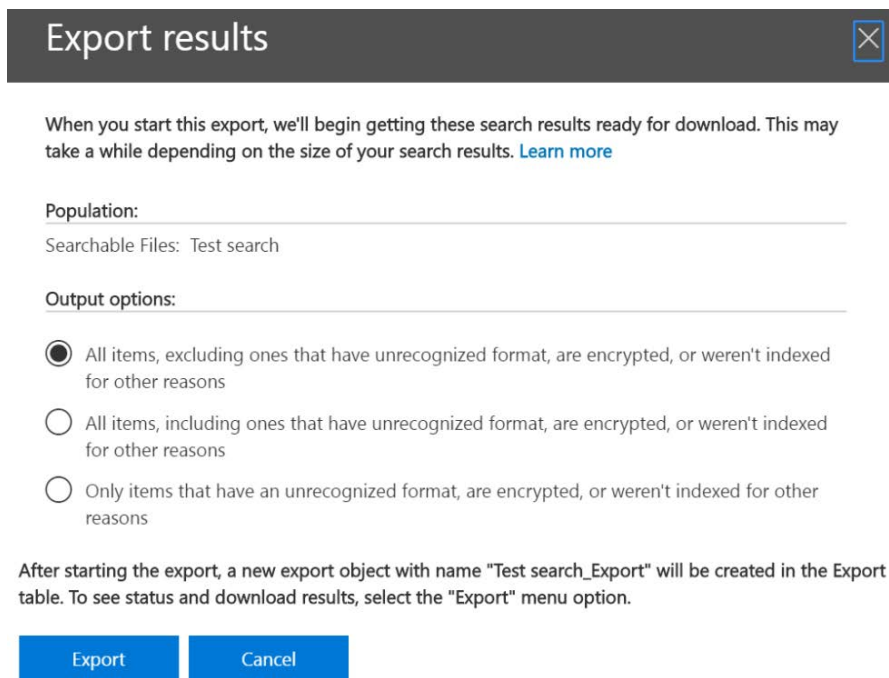 Export results
When you start this export, we'll begin getting these search results ready for download. This may
take a while depending on the size of your search results. Learn more
Population:
Searchable Files: Test search
Output options:
All items, excluding ones that have unrecognized format, are encrypted, or weren't indexed
for other reasons
All items, including ones that have unrecognized format, are encrypted, or weren't indexed
for other reasons
Only items that have an unrecognized format, are encrypted, or weren't indexed for other
reasons
After starting the export, a new export object with name "Test search_Export" will be created in the Export
table. To see status and download results, select the "Export" menu option.
Export Cancel